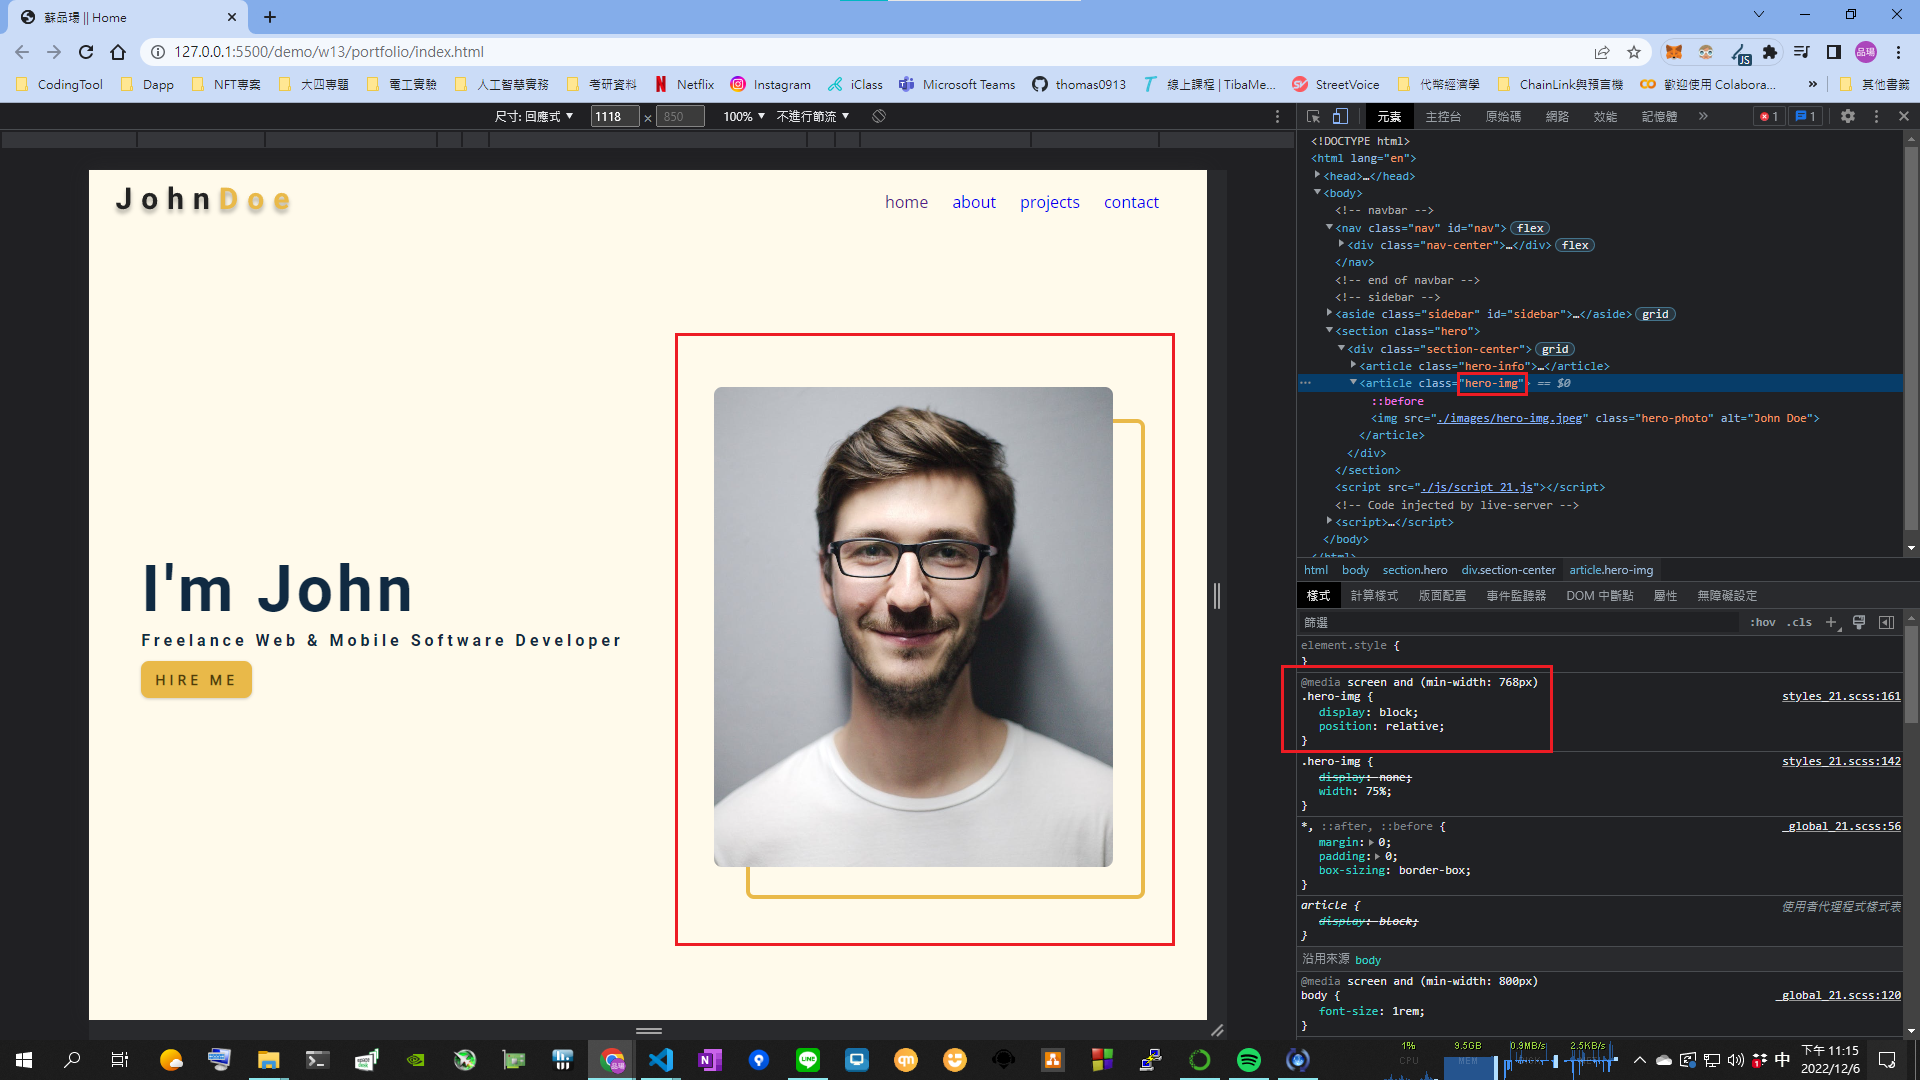 蘇品瑒 || Home
127.0.0.1:5500/demo/w13/portfolio/index.html
CodingTool
Dapp
NFT專案
大四專題
電工實驗
人工智慧實務
考研資料
Netflix
Instagram
iClass
Microsoft Teams
thomas0913
線上課程 | TibaMe...
StreetVoice
代幣經濟學
ChainLink與預言機
歡迎使用 Colabora...
»
其他書籤
尺寸: 回應式 ▼
1118 × 850
100% ▼
不進行節流 ▼
元素
主控台
原始碼
網路
效能
記憶體
»
1
1
JohnDoe
home
about
projects
contact
I'm John
Freelance Web & Mobile Software Developer
HIRE ME
<!DOCTYPE html>
<html lang="en">
<head>…</head>
<body>
<!-- navbar -->
<nav class="nav" id="nav"> flex
<div class="nav-center">…</div> flex
</nav>
<!-- end of navbar -->
<!-- sidebar -->
<aside class="sidebar" id="sidebar">…</aside> grid
<section class="hero">
<div class="section-center"> grid
<article class="hero-info">…</article>
<article class="hero-img"> == $0
::before
<img src="./images/hero-img.jpeg" class="hero-photo" alt="John Doe">
</article>
</div>
</section>
<script src="./js/script_21.js"></script>
<!-- Code injected by live-server -->
<script>…</script>
</body>
</html>
html body section.hero div.section-center article.hero-img
樣式 計算樣式 版面配置 事件監聽器 DOM 中斷點 屬性 無障礙設定
篩選
:hov .cls
element.style {
}
@media screen and (min-width: 768px)
.hero-img {
styles_21.scss:161
display: block;
position: relative;
}
.hero-img {
styles_21.scss:142
display: none;
width: 75%;
}
*, ::after, ::before {
_global_21.scss:56
margin: 0;
padding: 0;
box-sizing: border-box;
}
article {
使用者代理程式樣式表
display: block;
}
沿用來源 body
@media screen and (min-width: 800px)
body {
_global_21.scss:120
font-size: 1rem;
}
1%
CPU
9.5GB
MEM
0.9MB/s
2.5KB/s
中
下午 11:15
2022/12/6